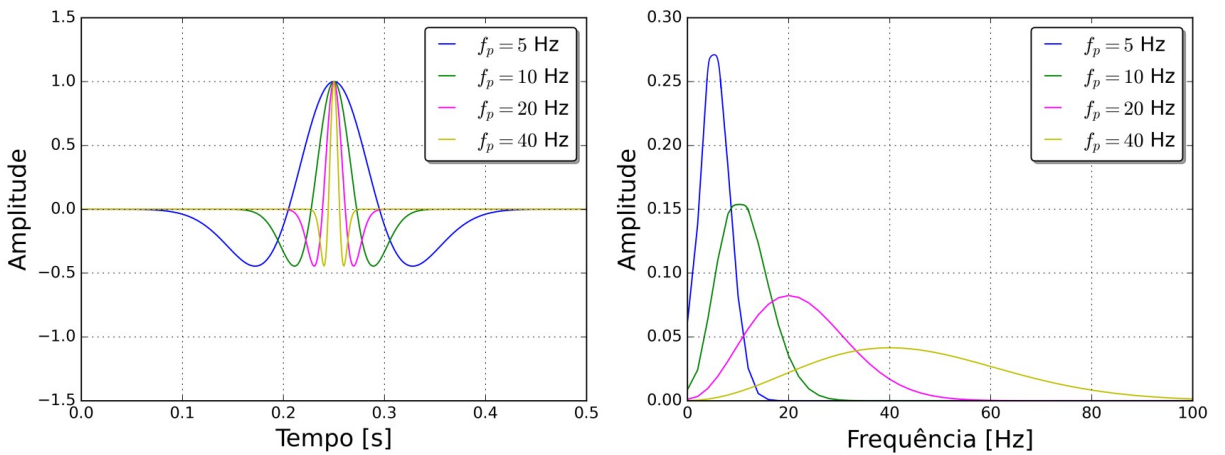 1.5
1.0
0.5
0.0
−0.5
−1.0
−1.5
Amplitude
0.0 0.1 0.2 0.3 0.4 0.5
Tempo [s]
f_p = 5 Hz
f_p = 10 Hz
f_p = 20 Hz
f_p = 40 Hz
0.30
0.25
0.20
0.15
0.10
0.05
0.00
Amplitude
0 20 40 60 80 100
Frequência [Hz]
f_p = 5 Hz
f_p = 10 Hz
f_p = 20 Hz
f_p = 40 Hz